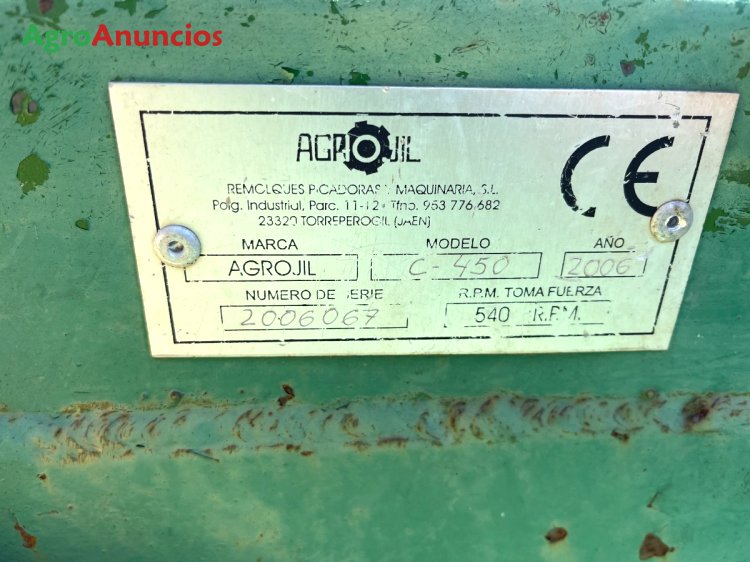 AgroAnuncios
AGROJIL
REMOLQUES PICADORAS Y MAQUINARIA, S.L.
Polg. Industrial, Parc. 11-12 • Tfno. 953 776 682
23320 TORREPEROGIL (JAEN)
CE
MARCA MODELO AÑO
AGROJIL C-450 2006
NUMERO DE SERIE R.P.M. TOMA FUERZA
2006067 540 R.P.M.